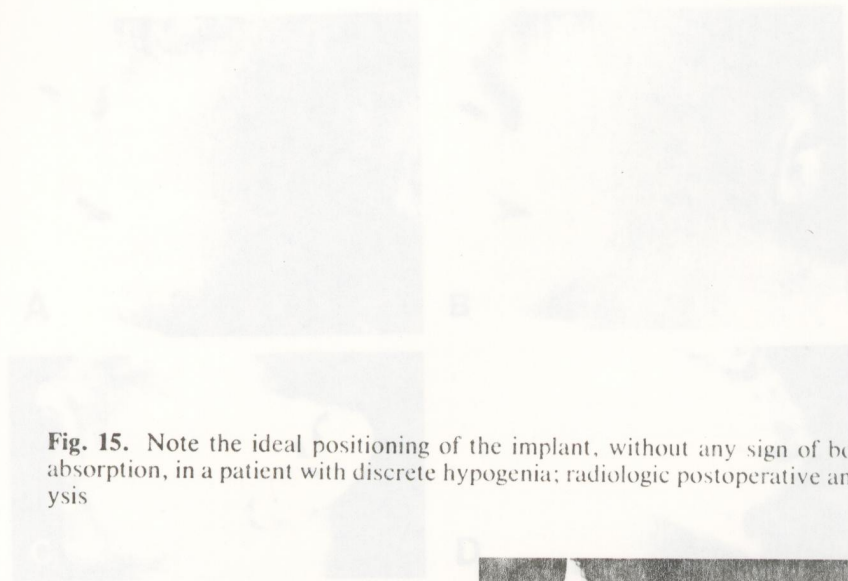 Fig. 15. Note the ideal positioning of the implant, without any sign of
absorption, in a patient with discrete hypogenia; radiologic postoperative
ysis
A
B
D